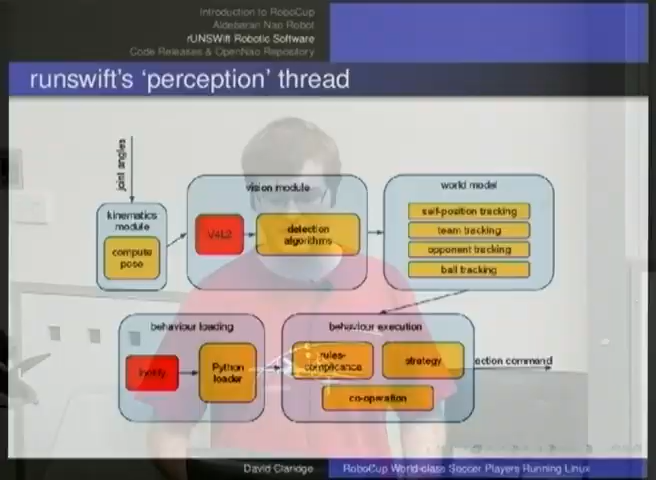 Introduction to RoboCup
Aldebaran Nao Robot
rUNSWift Robotic Software
Code Releases & OpenNao Repository
runswift's 'perception' thread
joint angles
kinematics
module
compute
pose
vision module
V4L2
detection
algorithms
world model
self-position tracking
team tracking
opponent tracking
ball tracking
behaviour loading
inotify
Python
loader
behaviour execution
rules-
compliance
strategy
co-operation
action command
David Claridge
RoboCup World-class Soccer Players Running Linux